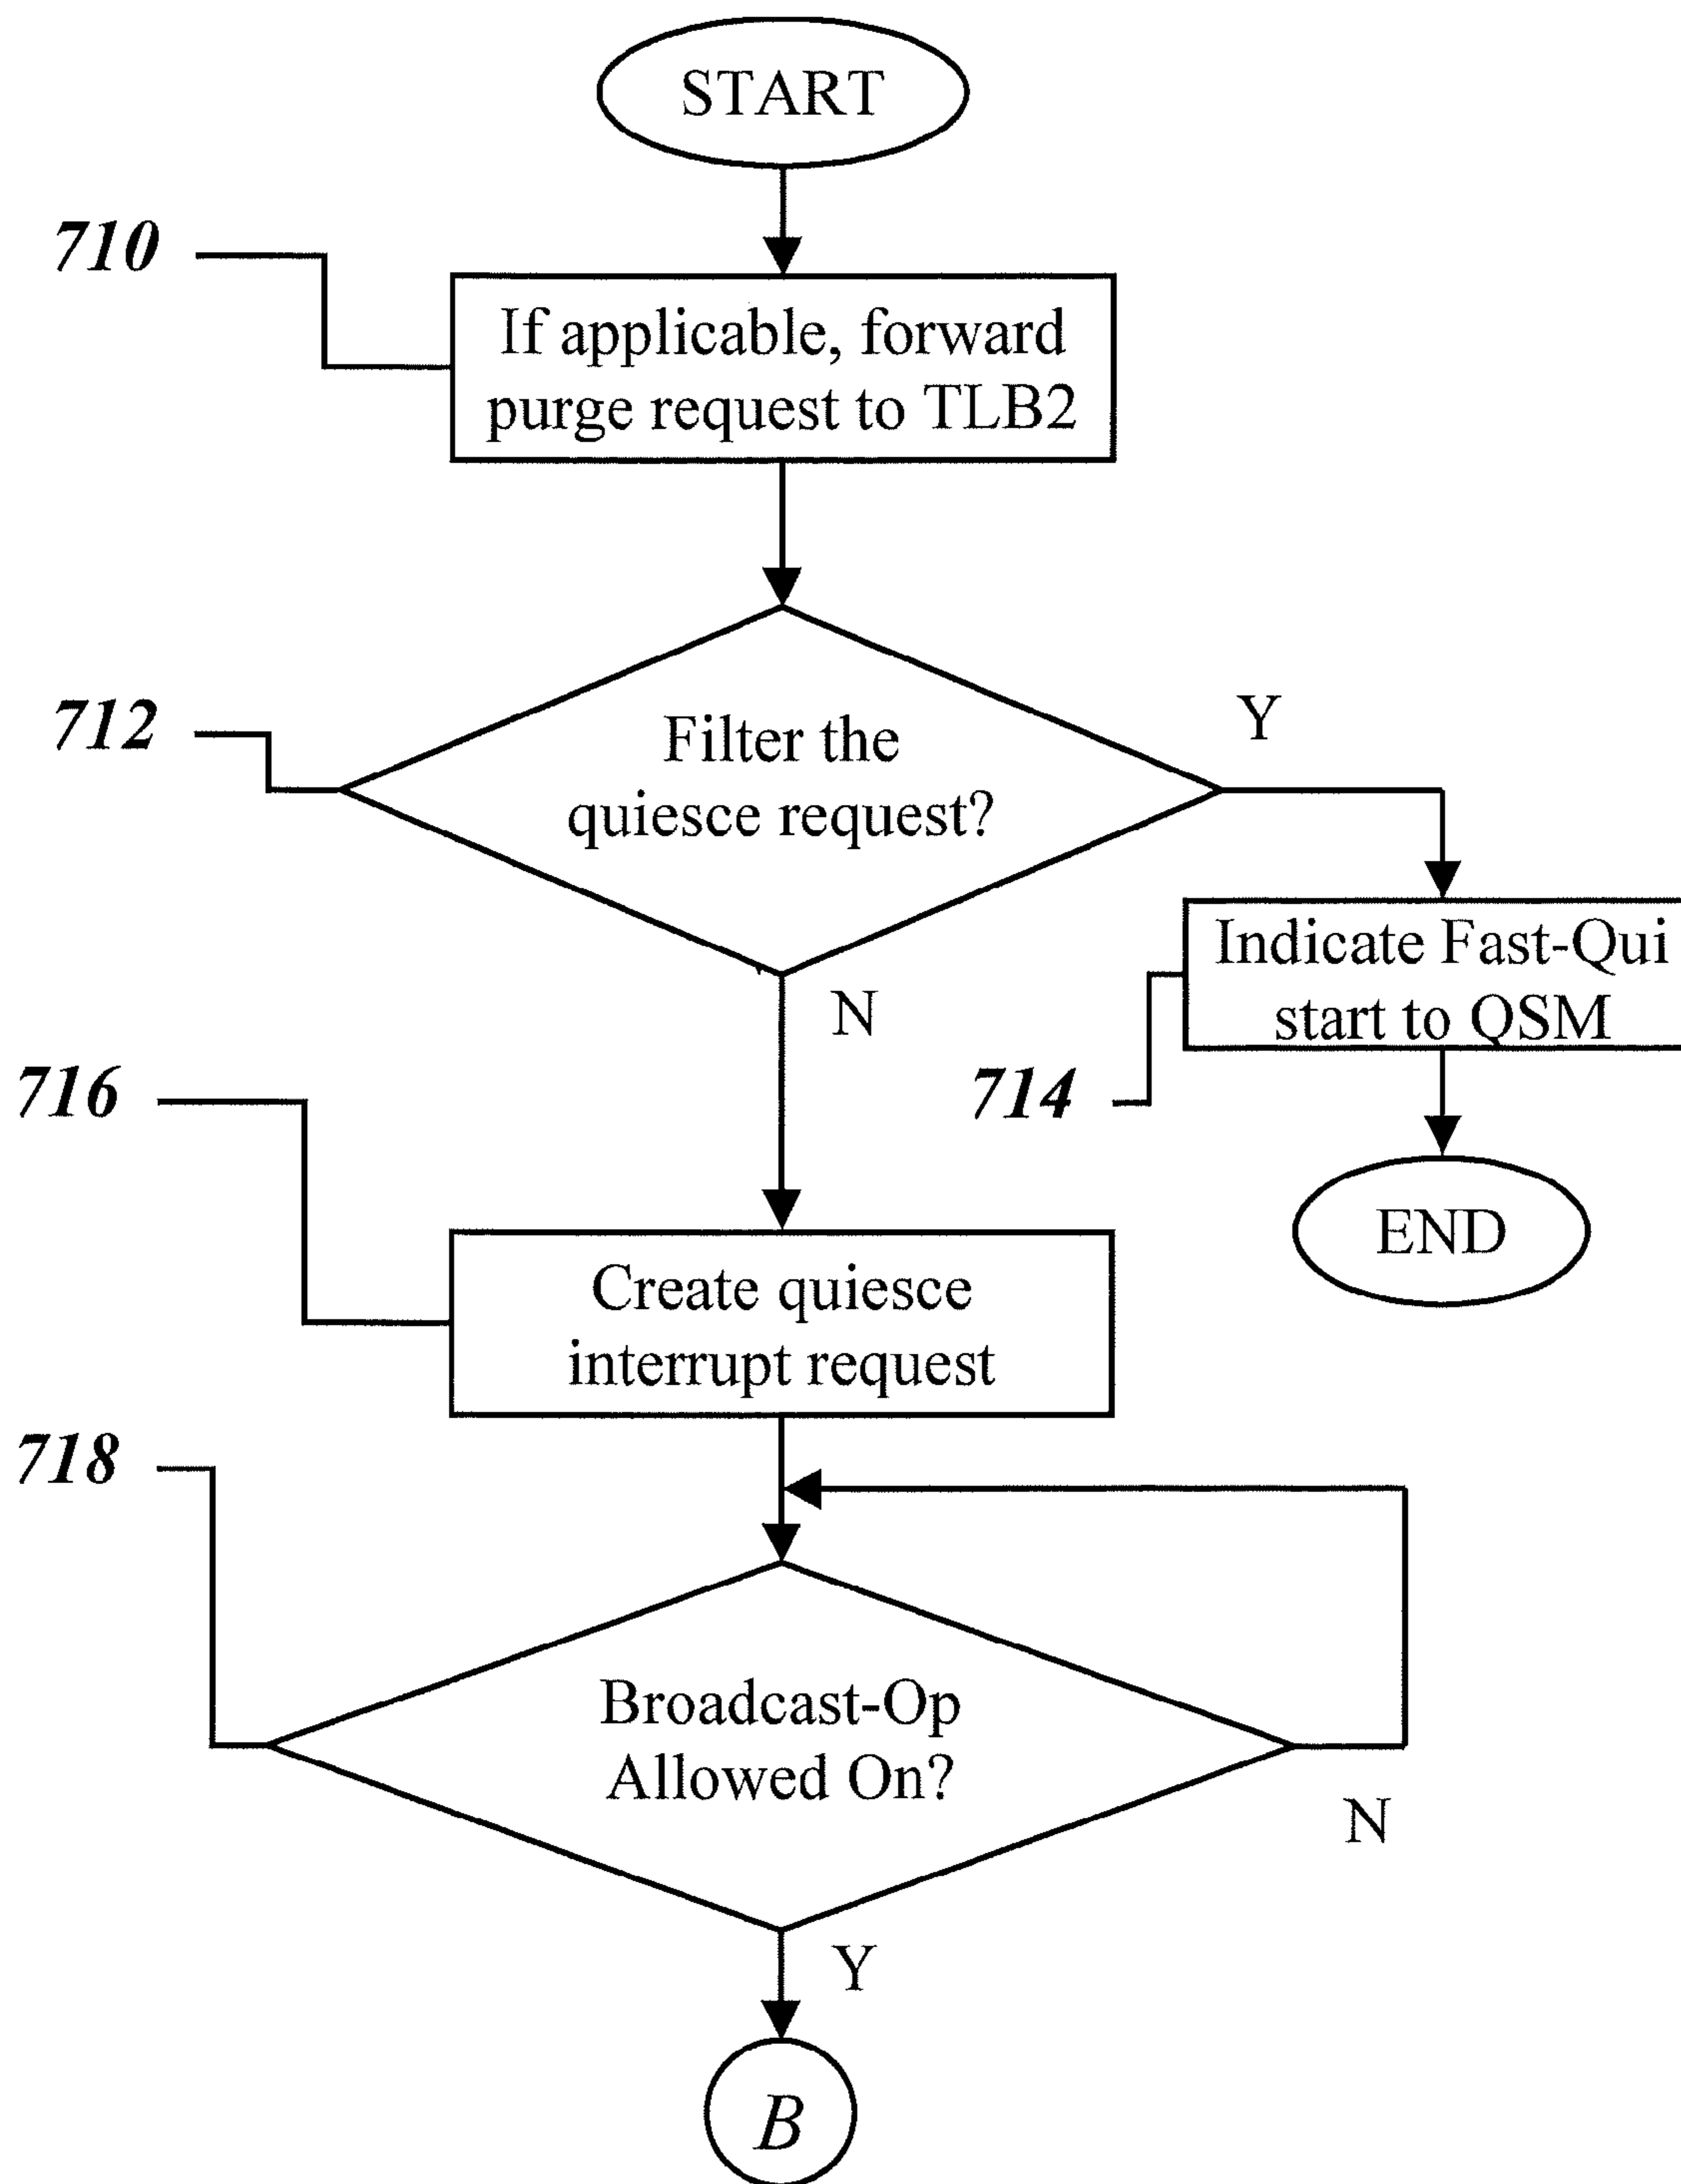 START
710
If applicable, forward
purge request to TLB2
712
Filter the
quiesce request?
Y
Indicate Fast-Qui
start to QSM
714
N
END
716
Create quiesce
interrupt request
718
Broadcast-Op
Allowed On?
N
Y
B